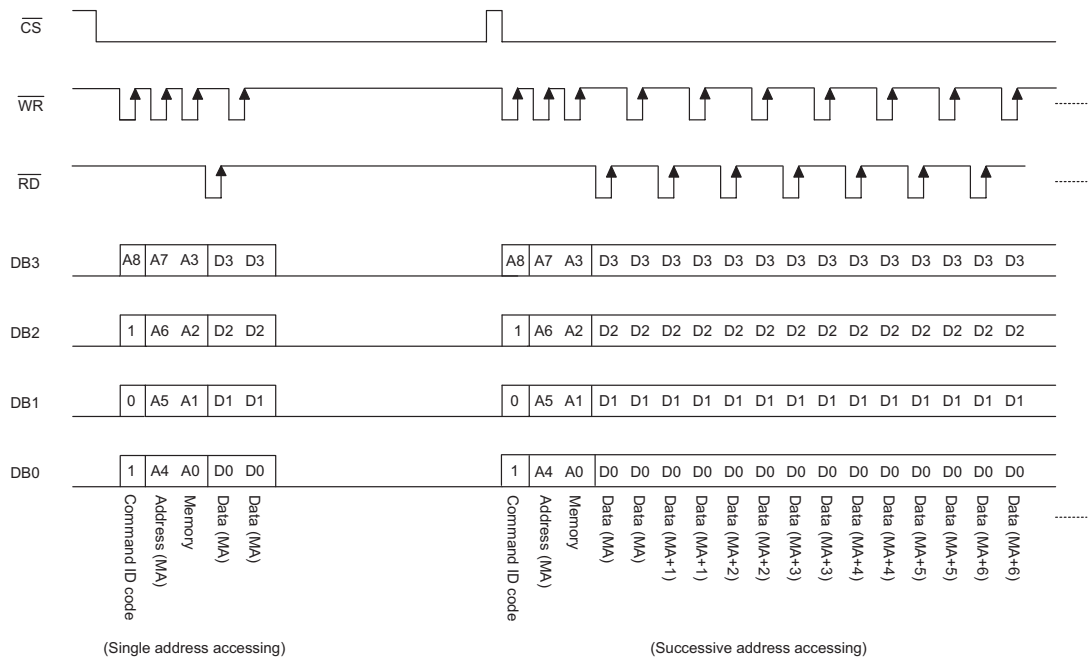 CS
WR
RD
DB3 A8 A7 A3 D3 D3 A8 A7 A3 D3 D3 D3 D3 D3 D3 D3 D3 D3 D3 D3 D3 D3 D3
DB2 1 A6 A2 D2 D2 1 A6 A2 D2 D2 D2 D2 D2 D2 D2 D2 D2 D2 D2 D2 D2 D2
DB1 0 A5 A1 D1 D1 0 A5 A1 D1 D1 D1 D1 D1 D1 D1 D1 D1 D1 D1 D1 D1 D1
DB0 1 A4 A0 D0 D0 1 A4 A0 D0 D0 D0 D0 D0 D0 D0 D0 D0 D0 D0 D0 D0 D0
Command ID code
Address (MA)
Memory
Data (MA)
Data (MA)
Command ID code
Address (MA)
Memory
Data (MA)
Data (MA)
Data (MA+1)
Data (MA+1)
Data (MA+2)
Data (MA+2)
Data (MA+3)
Data (MA+3)
Data (MA+4)
Data (MA+4)
Data (MA+5)
Data (MA+5)
Data (MA+6)
Data (MA+6)
(Single address accessing)
(Successive address accessing)